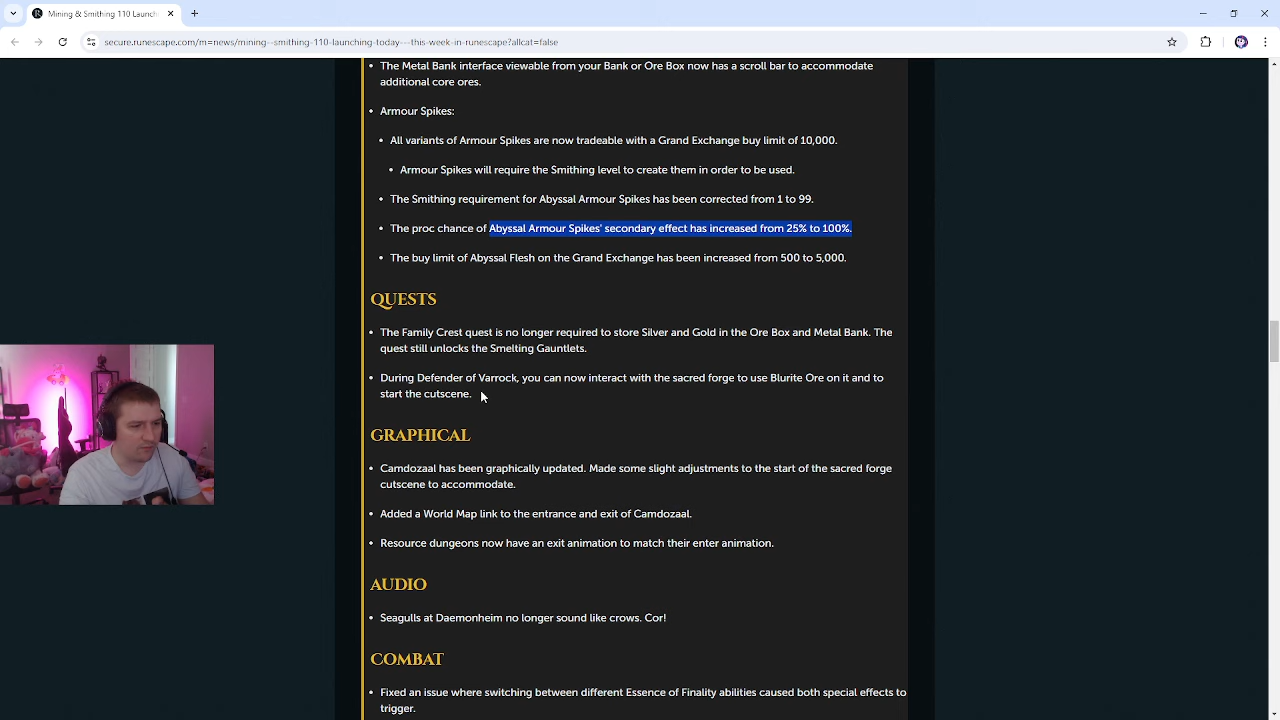 Mining & Smithing 110 Launch
secure.runescape.com/m=news/mining--smithing-110-launching-today---this-week-in-runescape?allcat=false
• The Metal Bank interface viewable from your Bank or Ore Box now has a scroll bar to accommodate
additional core ores.
• Armour Spikes:
• All variants of Armour Spikes are now tradeable with a Grand Exchange buy limit of 10,000.
• Armour Spikes will require the Smithing level to create them in order to be used.
• The Smithing requirement for Abyssal Armour Spikes has been corrected from 1 to 99.
• The proc chance of Abyssal Armour Spikes' secondary effect has increased from 25% to 100%.
• The buy limit of Abyssal Flesh on the Grand Exchange has been increased from 500 to 5,000.
QUESTS
• The Family Crest quest is no longer required to store Silver and Gold in the Ore Box and Metal Bank. The
quest still unlocks the Smelting Gauntlets.
• During Defender of Varrock, you can now interact with the sacred forge to use Blurite Ore on it and to
start the cutscene.
GRAPHICAL
• Camdozaal has been graphically updated. Made some slight adjustments to the start of the sacred forge
cutscene to accommodate.
• Added a World Map link to the entrance and exit of Camdozaal.
• Resource dungeons now have an exit animation to match their enter animation.
AUDIO
• Seagulls at Daemonheim no longer sound like crows. Cor!
COMBAT
• Fixed an issue where switching between different Essence of Finality abilities caused both special effects to
trigger.